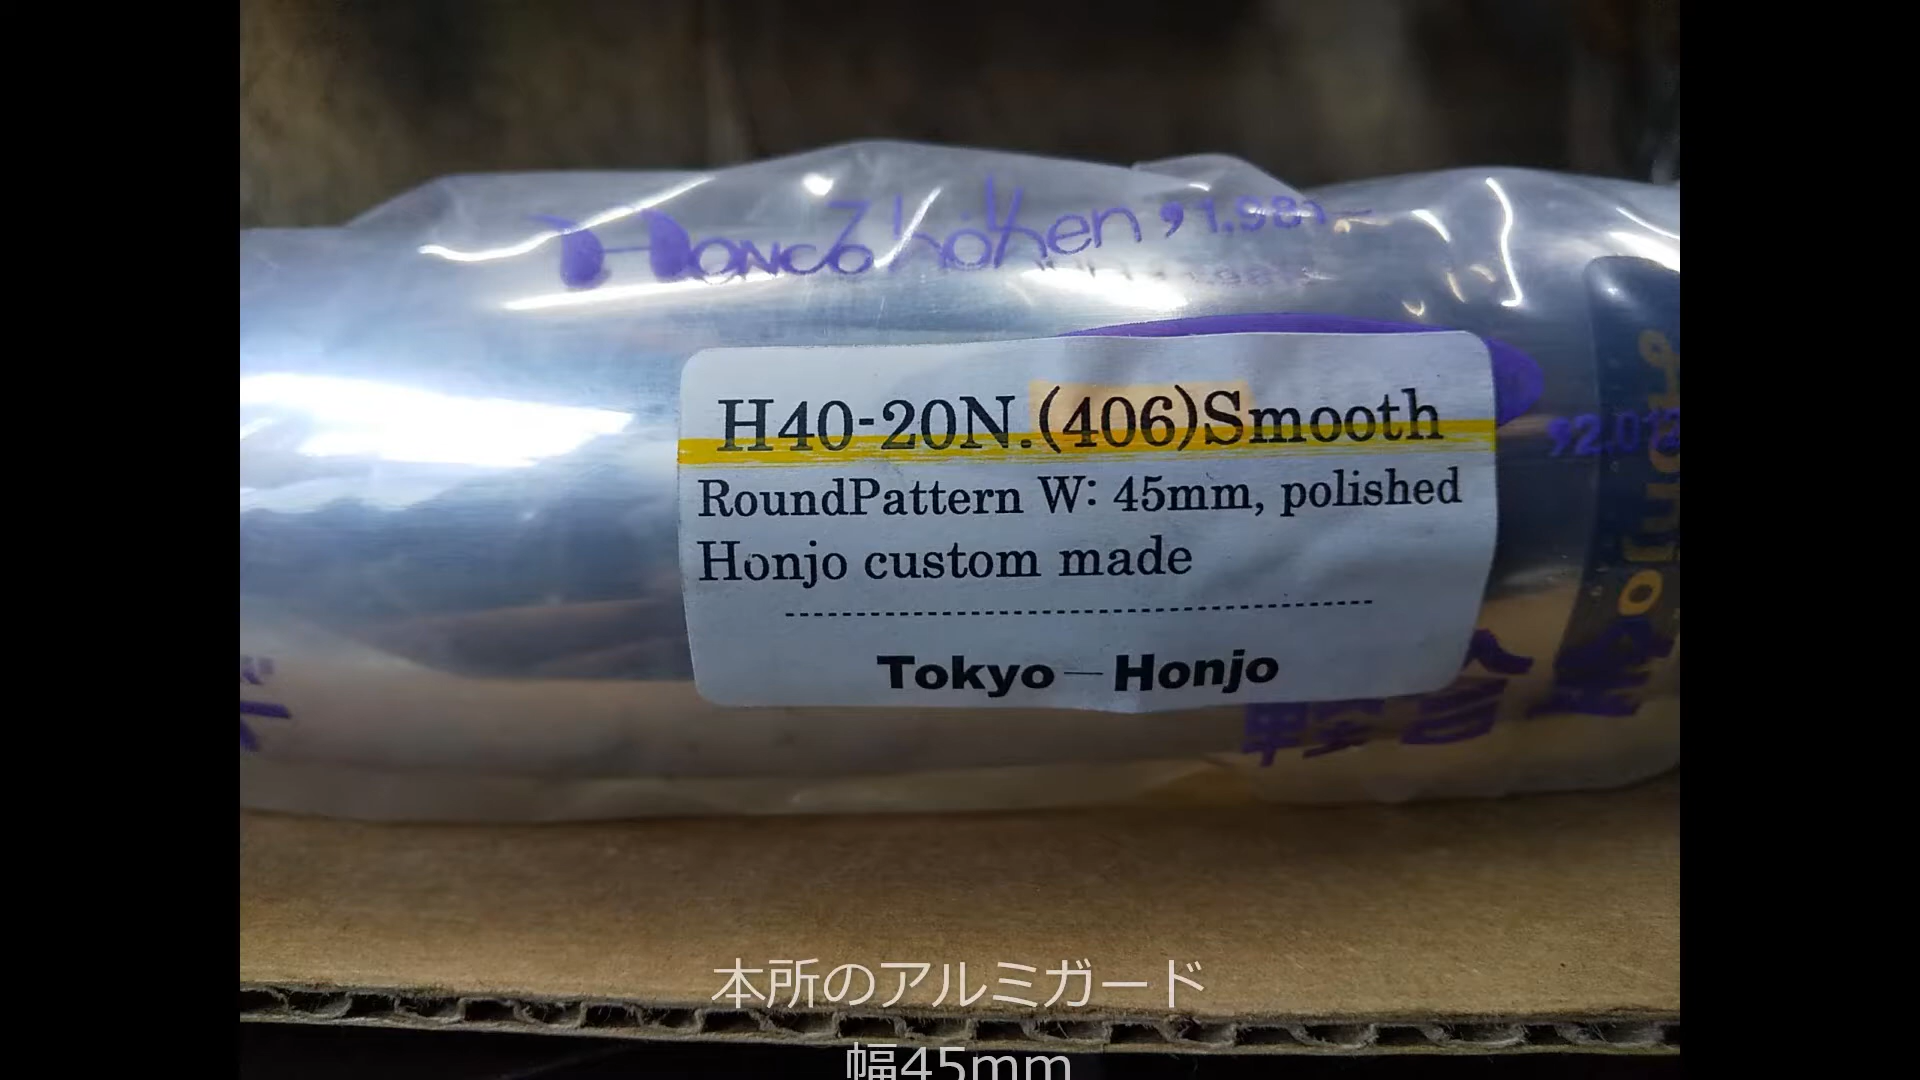 H40-20N.(406)Smooth
RoundPattern W: 45mm, polished
Honjo custom made
Tokyo — Honjo
本所のアルミガード
幅45mm